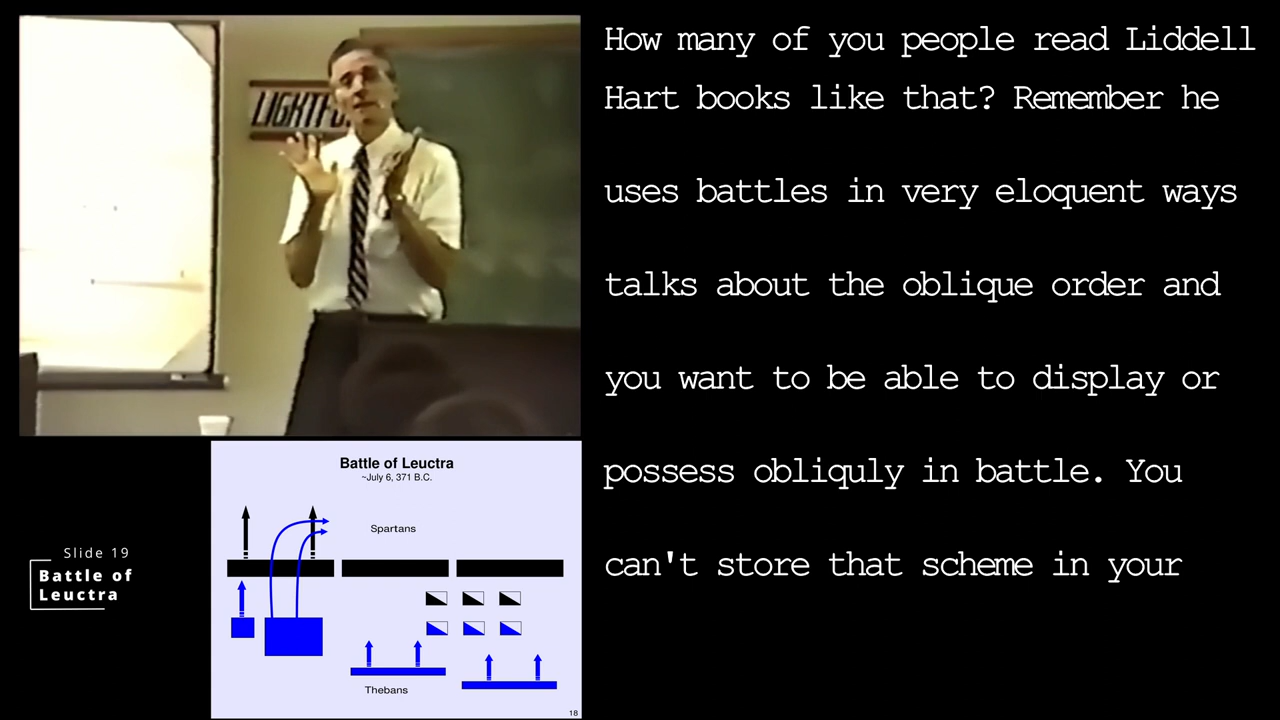 LIGHTF
How many of you people read Liddell
Hart books like that? Remember he
uses battles in very eloquent ways
talks about the oblique order and
you want to be able to display or
possess obliquly in battle. You
can't store that scheme in your
Slide 19
Battle of
Leuctra
Battle of Leuctra
~July 6, 371 B.C.
Spartans
Thebans
18